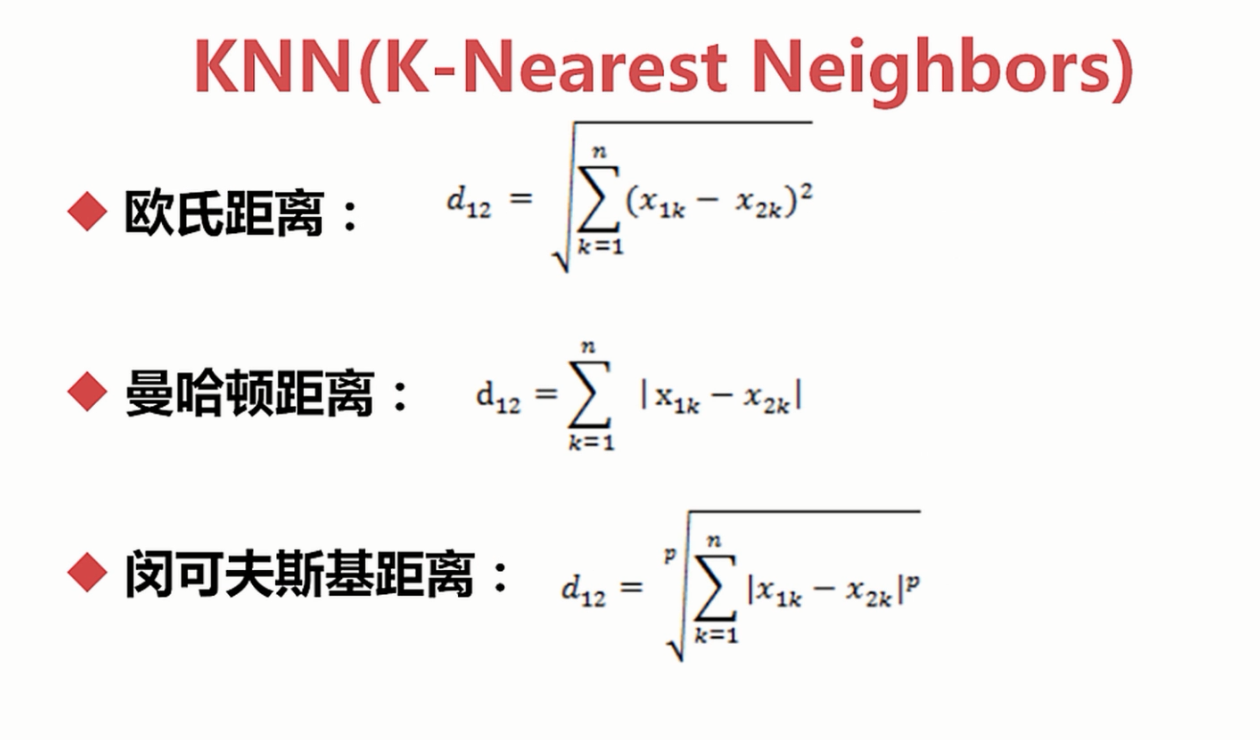 KNN(K-Nearest Neighbors)
◆ 欧氏距离： $d_{12} = \sqrt{\sum_{k=1}^{n}(x_{1k} - x_{2k})^2}$
◆ 曼哈顿距离： $d_{12} = \sum_{k=1}^{n} |x_{1k} - x_{2k}|$
◆ 闵可夫斯基距离： $d_{12} = \sqrt[p]{\sum_{k=1}^{n}|x_{1k} - x_{2k}|^p}$